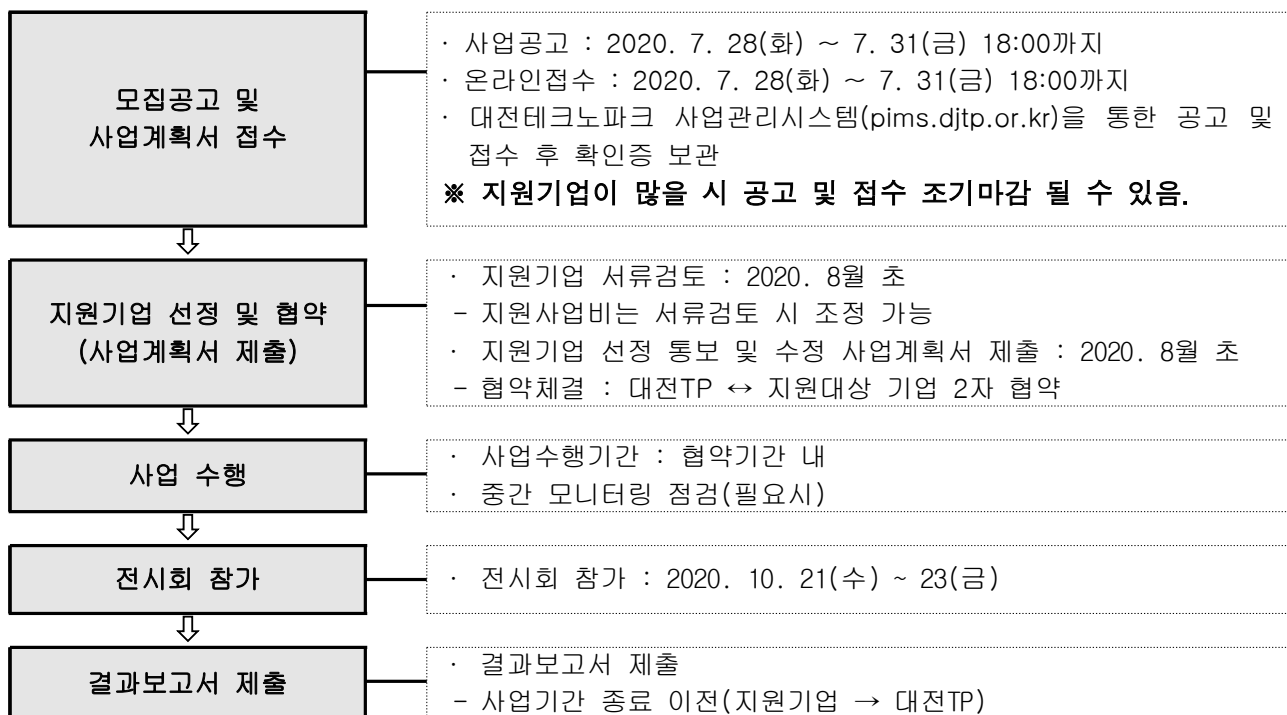 모집공고 및
사업계획서 접수
· 사업공고 : 2020. 7. 28(화) ~ 7. 31(금) 18:00까지
· 온라인접수 : 2020. 7. 28(화) ~ 7. 31(금) 18:00까지
· 대전테크노파크 사업관리시스템(pims.djtp.or.kr)을 통한 공고 및
접수 후 확인증 보관
※ 지원기업이 많을 시 공고 및 접수 조기마감 될 수 있음.
⇩
지원기업 선정 및 협약
(사업계획서 제출)
· 지원기업 서류검토 : 2020. 8월 초
- 지원사업비는 서류검토 시 조정 가능
· 지원기업 선정 통보 및 수정 사업계획서 제출 : 2020. 8월 초
- 협약체결 : 대전TP ↔ 지원대상 기업 2자 협약
⇩
사업 수행
· 사업수행기간 : 협약기간 내
· 중간 모니터링 점검(필요시)
⇩
전시회 참가
· 전시회 참가 : 2020. 10. 21(수) ~ 23(금)
⇩
결과보고서 제출
· 결과보고서 제출
- 사업기간 종료 이전(지원기업 → 대전TP)